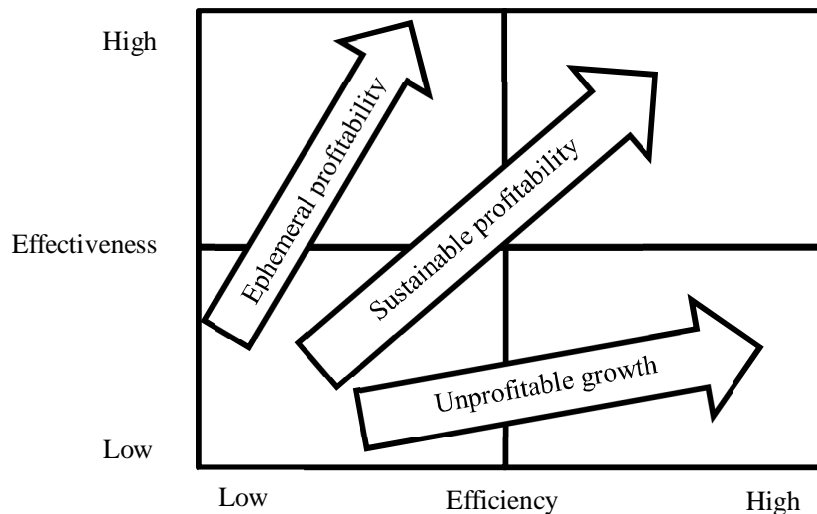 High
Ephemeral profitability
Sustainable profitability
Effectiveness
Unprofitable growth
Low
Low Efficiency High